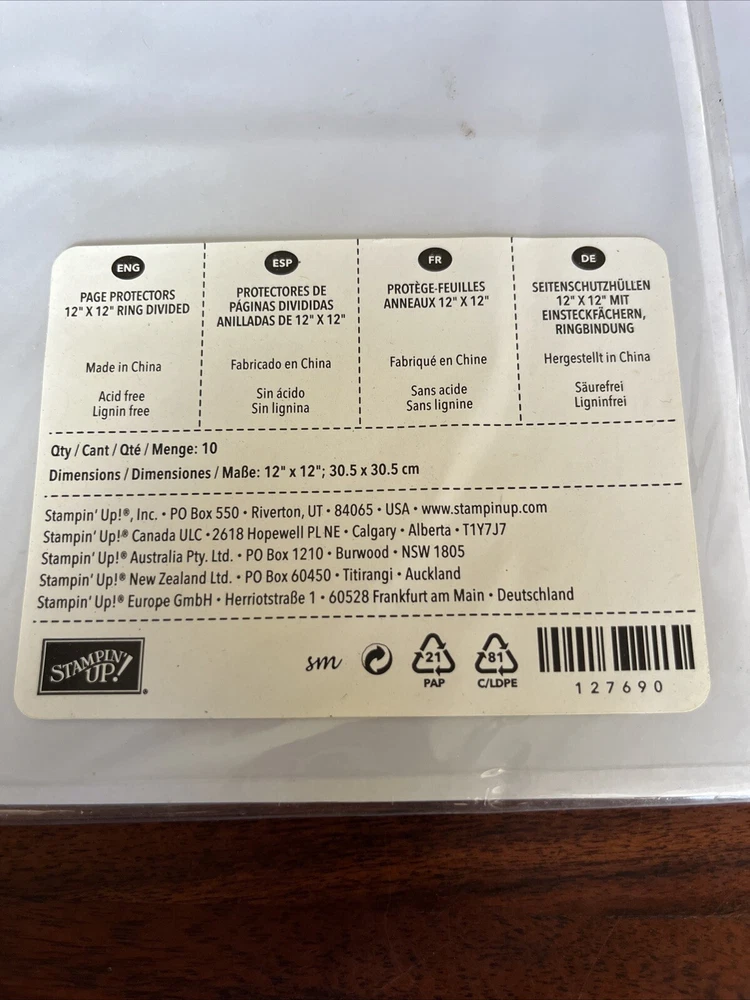 ENG
PAGE PROTECTORS
12" X 12" RING DIVIDED
Made in China
Acid free
Lignin free
ESP
PROTECTORES DE
PÁGINAS DIVIDIDAS
ANILLADAS DE 12" X 12"
Fabricado en China
Sin ácido
Sin lignina
FR
PROTÈGE-FEUILLES
ANNEAUX 12" X 12"
Fabriqué en Chine
Sans acide
Sans lignine
DE
SEITENSCHUTZHÜLLEN
12" X 12" MIT
EINSTECKFÄCHERN,
RINGBINDUNG
Hergestellt in China
Säurefrei
Ligninfrei
Qty / Cant / Qté / Menge: 10
Dimensions / Dimensiones / Maße: 12" x 12"; 30.5 x 30.5 cm
Stampin' Up!®, Inc. • PO Box 550 • Riverton, UT • 84065 • USA • www.stampinup.com
Stampin' Up!® Canada ULC • 2618 Hopewell PL NE • Calgary • Alberta • T1Y7J7
Stampin' Up!® Australia Pty. Ltd. • PO Box 1210 • Burwood • NSW 1805
Stampin' Up!® New Zealand Ltd. • PO Box 60450 • Titirangi • Auckland
Stampin' Up!® Europe GmbH • Herriotstraße 1 • 60528 Frankfurt am Main • Deutschland
STAMPIN' UP!®
sm
21
PAP
81
C/LDPE
127690